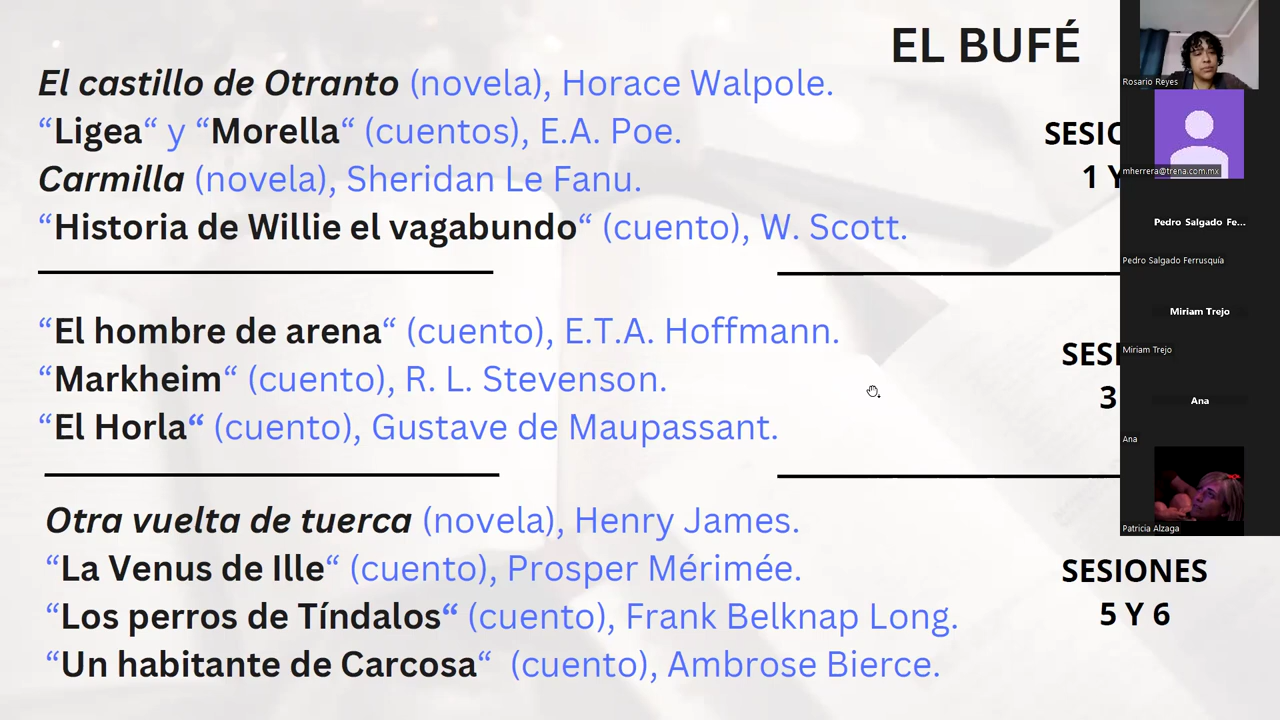 EL BUFÉ
El castillo de Otranto (novela), Horace Walpole.
“Ligea“ y “Morella“ (cuentos), E.A. Poe.
Carmilla (novela), Sheridan Le Fanu.
“Historia de Willie el vagabundo“ (cuento), W. Scott.
1 Y
“El hombre de arena“ (cuento), E.T.A. Hoffmann.
“Markheim“ (cuento), R. L. Stevenson.
“El Horla“ (cuento), Gustave de Maupassant.
3
Otra vuelta de tuerca (novela), Henry James.
“La Venus de Ille“ (cuento), Prosper Mérimée.
“Los perros de Tíndalos“ (cuento), Frank Belknap Long.
“Un habitante de Carcosa“ (cuento), Ambrose Bierce.
SESIONES
5 Y 6
Rosario Reyes
mherrera@trena.com.mx
Pedro Salgado Fe...
Pedro Salgado Ferrusquía
Miriam Trejo
Miriam Trejo
Ana
Ana
Patricia Alzaga